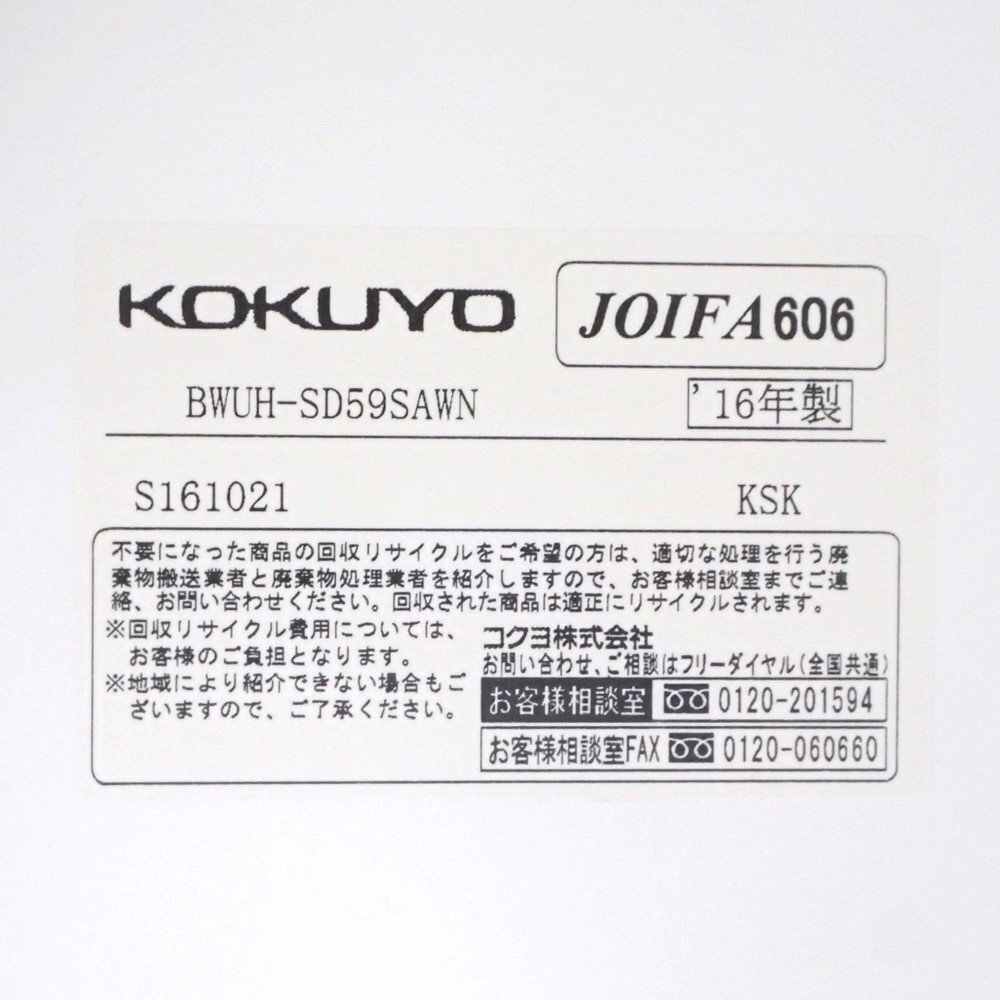 KOKUYO JOIFA606
BWUH-SD59SAWN '16年製
S161021 KSK
不要になった商品の回収リサイクルをご希望の方は、適切な処理を行う廃
棄物搬送業者と廃棄物処理業者を紹介しますので、お客様相談室までご連
絡、お問い合わせください。回収された商品は適正にリサイクルされます。
※回収リサイクル費用については、
お客様のご負担となります。
※地域により紹介できない場合もご
ざいますので、ご了承ください。
コクヨ株式会社
お問い合わせ、ご相談はフリーダイヤル(全国共通)
お客様相談室 0120-201594
お客様相談室FAX 0120-060660